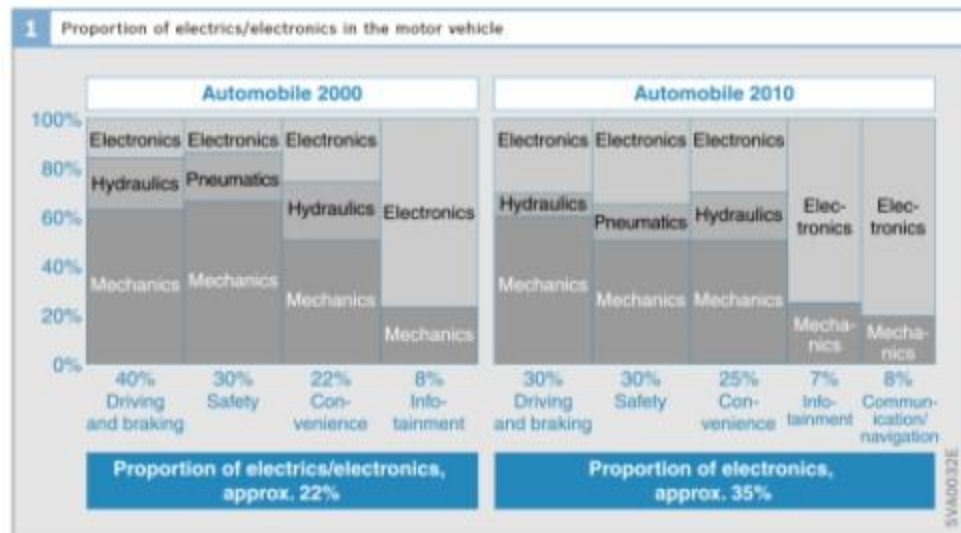 1 Proportion of electrics/electronics in the motor vehicle
Automobile 2000
Automobile 2010
100%
80%
60%
40%
20%
0%
Electronics
Hydraulics
Mechanics
Electronics
Pneumatics
Mechanics
Electronics
Hydraulics
Mechanics
Electronics
Mechanics
Electronics
Hydraulics
Mechanics
Electronics
Pneumatics
Mechanics
Electronics
Hydraulics
Mechanics
Elec-
tronics
Mecha-
nics
Elec-
tronics
Mecha-
nics
40%
Driving
and braking
30%
Safety
22%
Con-
venience
8%
Info-
tainment
30%
Driving
and braking
30%
Safety
25%
Con-
venience
7%
Info-
tainment
8%
Commun-
ication/
navigation
Proportion of electrics/electronics,
approx. 22%
Proportion of electronics,
approx. 35%
SVA0032E